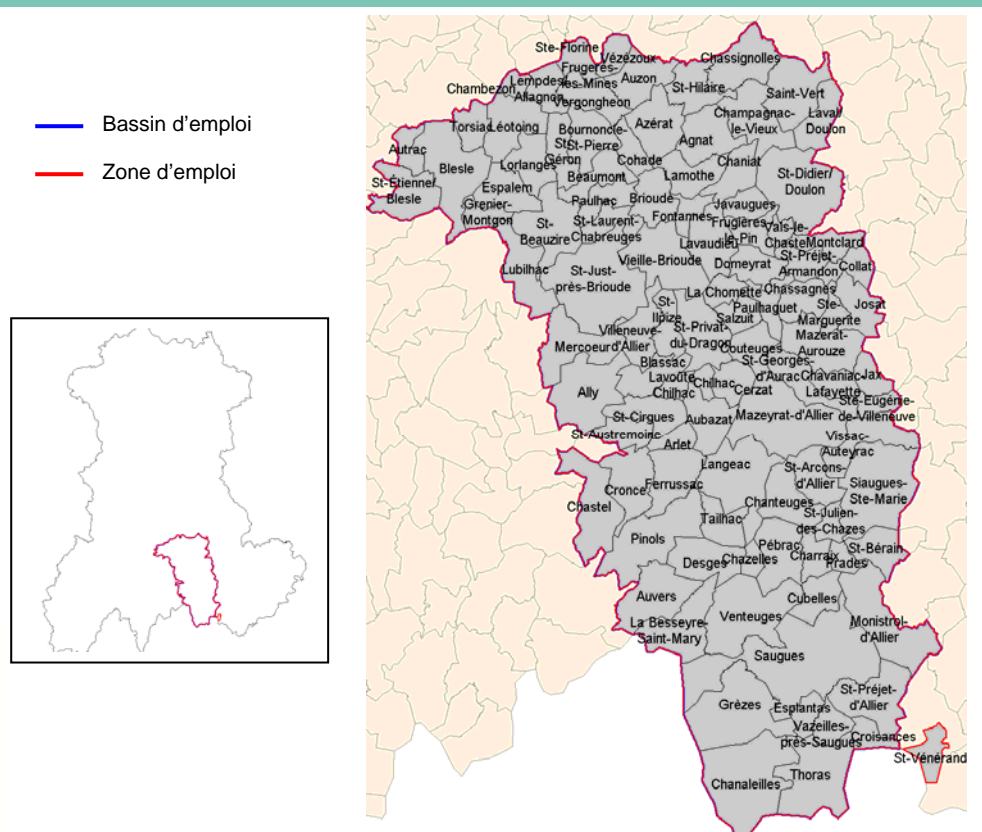 Bassin d'emploi
Zone d'emploi
Ste-Florine
Vézézoux
Chassignolles
Frugères-
les-Mines
Auzon
Lempdes/
Allagnon
Chambezon
St-Hilaire
Saint-Vert
Vergongheon
Champagnac-
le-Vieux
Laval/
Doulon
Torsiac
Léotoing
Bournoncle-
St-Pierre
Azérat
Agnat
Autrac
Blesle
St-
Géron
Cohade
Chaniat
Lorlanges
Beaumont
Lamothe
St-Didier/
Doulon
St-Étienne/
Blesle
Espalem
Paulhac
Brioude
Javaugues
Grenier-
Montgon
St-
Beauzire
St-Laurent-
Chabreuges
Fontannes
Frugières-
le-Pin
Vals-le-
Chaste
Montclard
Lavaudieu
Vieille-Brioude
Domeyrat
St-Préjet-
Armandon
Collat
Lubilhac
St-Just-
près-Brioude
La Chomette
Chassagnes
St-
Ilpize
Paulhaguet
Ste-
Marguerite
Josat
Salzuit
Villeneuve-
d'Allier
St-Privat-
du-Dragon
Mazerat-
Aurouze
Mercoeur
Couteuges
Blassac
St-Georges-
d'Aurac
Lavoûte
Chilhac
Chilhac
Chavaniac-
Lafayette
Jax
Ally
Cerzat
Ste-Eugénie-
de-Villeneuve
St-Cirgues
Aubazat
Mazeyrat-d'Allier
St-Austremoine
Vissac-
Auteyrac
Arlet
Langeac
St-Arcons-
d'Allier
Siaugues-
Ste-Marie
Cronce
Ferrussac
Chastel
Chanteuges
Tailhac
St-Julien-
des-Chazes
Pinols
Pébrac
St-Bérain
Desges
Chazelles
Charraix
Prades
Auvers
Cubelles
Venteuges
Monistrol-
d'Allier
La Besseyre-
Saint-Mary
Saugues
St-Préjet-
d'Allier
Grèzes
Esplantas
Vazeilles-
près-Saugues
Croisances
St-Vénérand
Chanaleilles
Thoras